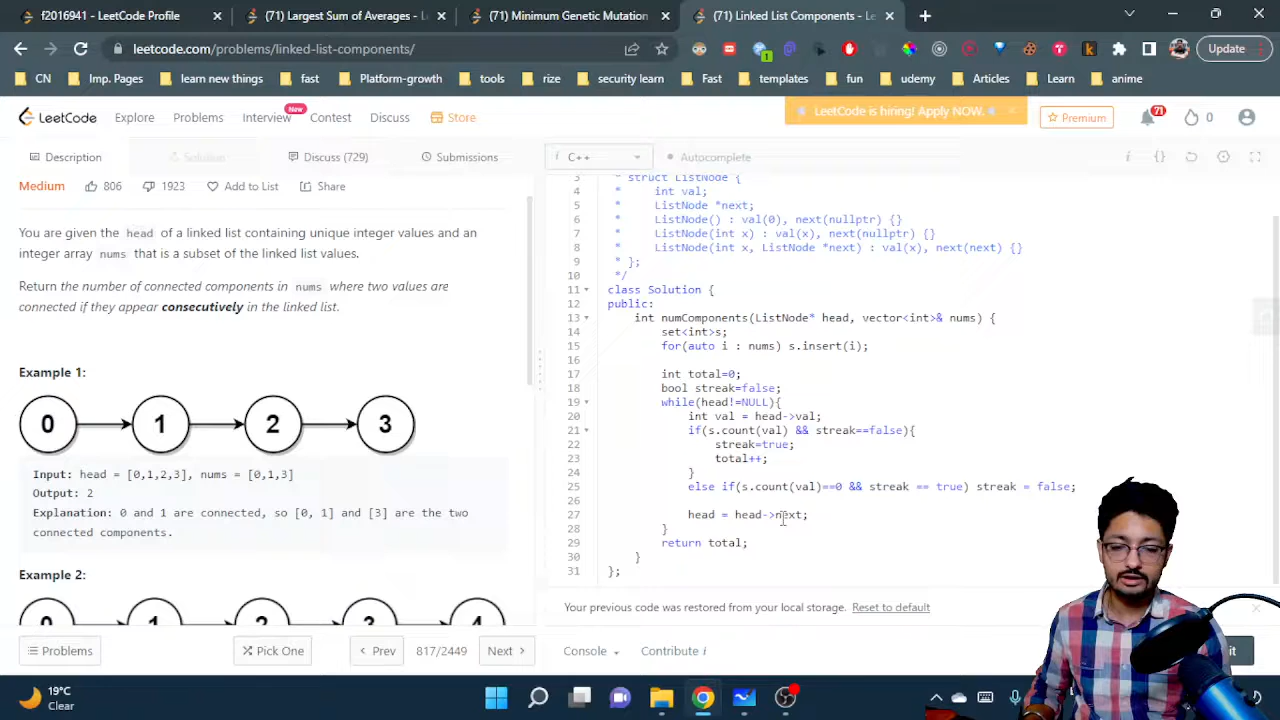 f2016941 - LeetCode Profile
(71) Largest Sum of Averages - L
(71) Minimum Genetic Mutation
(71) Linked List Components - Le
leetcode.com/problems/linked-list-components/
Update
CN
Imp. Pages
learn new things
fast
Platform-growth
tools
rise
security learn
Fast
templates
fun
udemy
Articles
Learn
anime
LeetCode
Explore
Problems
Interview
New
Contest
Discuss
Store
LeetCode is hiring! Apply NOW.
Premium
71
0
Description
Solution
Discuss (729)
Submissions
i C++
Autocomplete
Medium
806
1923
Add to List
Share
You are given the head of a linked list containing unique integer values and an
integer array nums that is a subset of the linked list values.
Return the number of connected components in nums where two values are
connected if they appear consecutively in the linked list.
Example 1:
0 1 2 3
Input: head = [0,1,2,3], nums = [0,1,3]
Output: 2
Explanation: 0 and 1 are connected, so [0, 1] and [3] are the two
connected components.
Example 2:
0 1 2 3 4
3 * struct ListNode {
4 * int val;
5 * ListNode *next;
6 * ListNode() : val(0), next(nullptr) {}
7 * ListNode(int x) : val(x), next(nullptr) {}
8 * ListNode(int x, ListNode *next) : val(x), next(next) {}
9 * };
10 */
11 class Solution {
12 public:
13 int numComponents(ListNode* head, vector<int>& nums) {
14 set<int>s;
15 for(auto i : nums) s.insert(i);
16
17 int total=0;
18 bool streak=false;
19 while(head!=NULL){
20 int val = head->val;
21 if(s.count(val) && streak==false){
22 streak=true;
23 total++;
24 }
25 else if(s.count(val)==0 && streak == true) streak = false;
26
27 head = head->next;
28 }
29 return total;
30 }
31 };
Your previous code was restored from your local storage. Reset to default
Problems
Pick One
Prev
817/2449
Next
Console
Contribute i
19°C
Clear